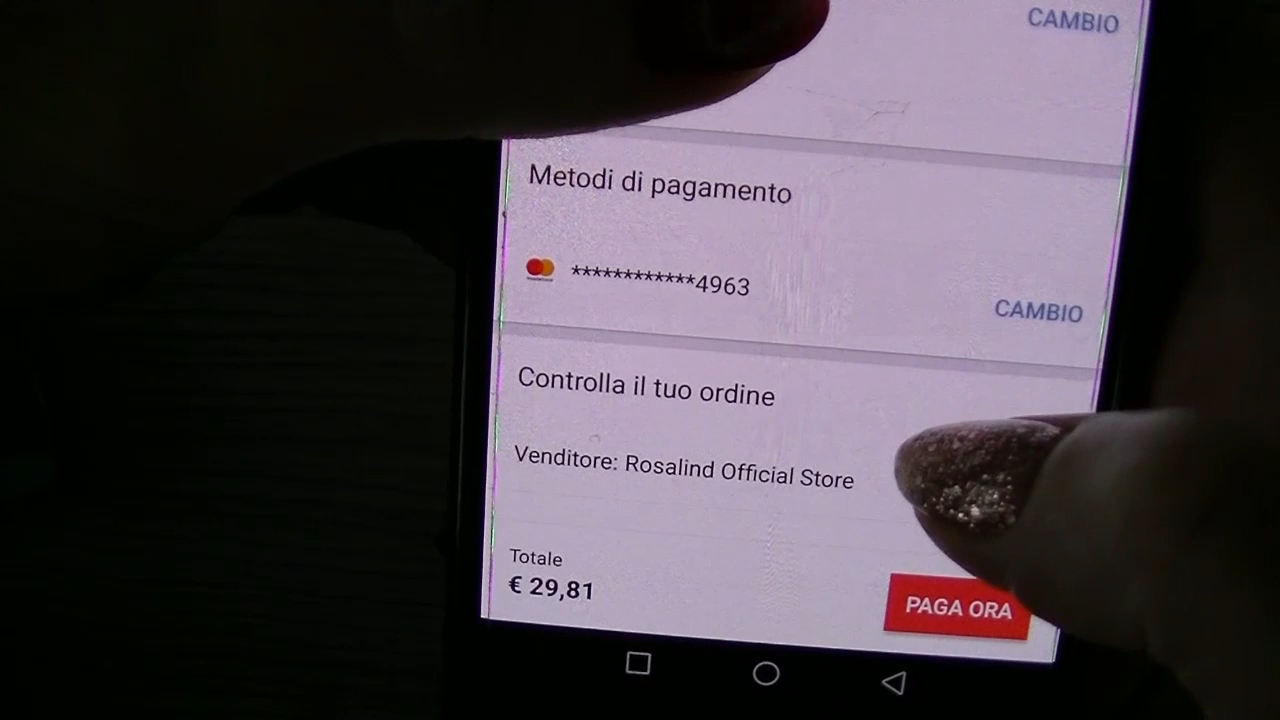 CAMBIO
Metodi di pagamento
************4963
CAMBIO
Controlla il tuo ordine
Venditore: Rosalind Official Store
Totale
€ 29,81
PAGA ORA